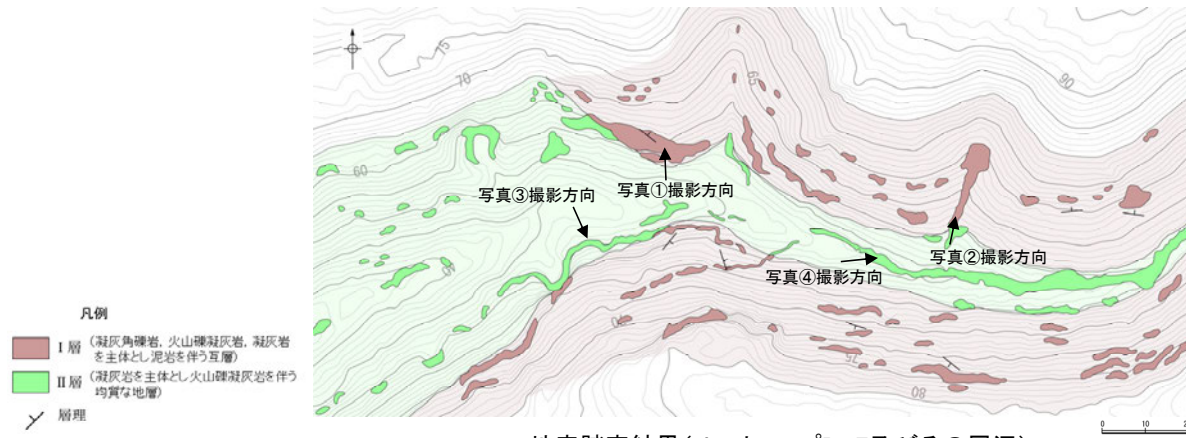 凡例
Ⅰ層 (凝灰角礫岩，火山礫凝灰岩，凝灰岩
を主体とし泥岩を伴う互層)
Ⅱ層 (凝灰岩を主体とし火山礫凝灰岩を伴う
均質な地層)
層理
75
70
65
90
60
写真③撮影方向
写真①撮影方向
写真②撮影方向
写真④撮影方向
75
80
0